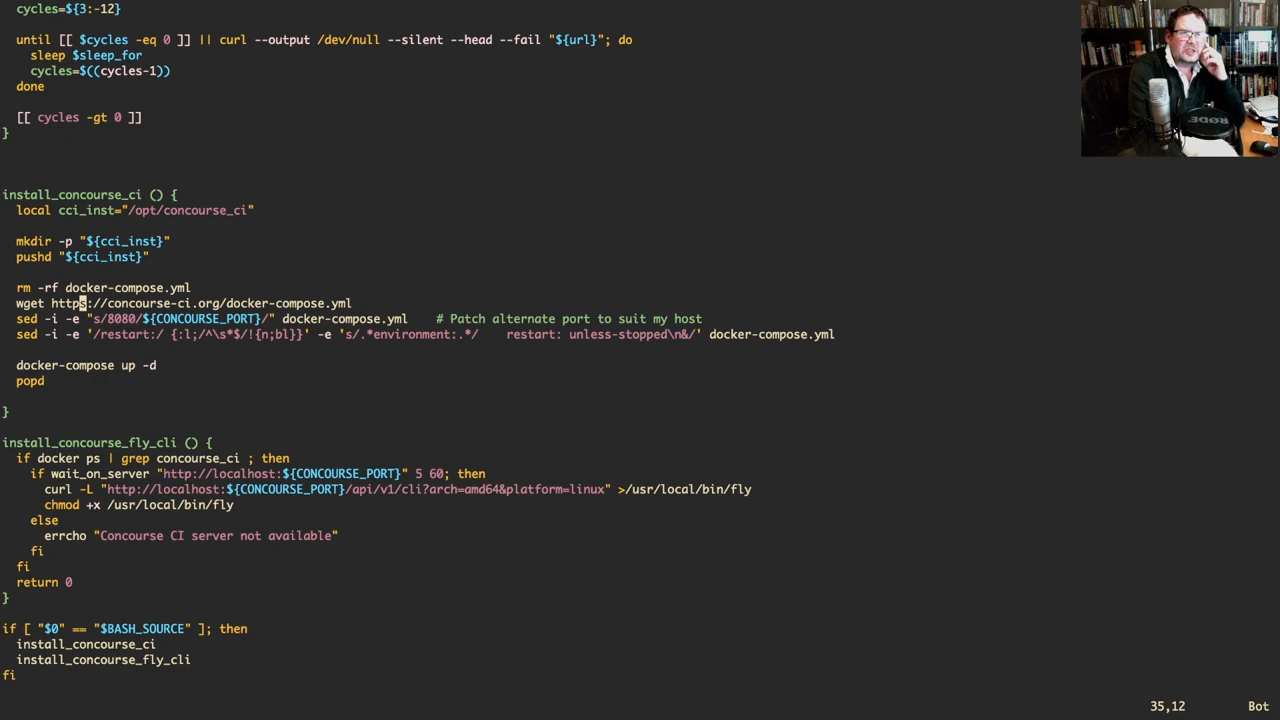 cycles=${3:-12}
until [[ $cycles -eq 0 ]] || curl --output /dev/null --silent --head --fail "${url}"; do
sleep $sleep_for
cycles=$((cycles-1))
done
[[ cycles -gt 0 ]]
}
install_concourse_ci () {
local cci_inst="/opt/concourse_ci"
mkdir -p "${cci_inst}"
pushd "${cci_inst}"
rm -rf docker-compose.yml
wget https://concourse-ci.org/docker-compose.yml
sed -i -e "s/8080/${CONCOURSE_PORT}/" docker-compose.yml    # Patch alternate port to suit my host
sed -i -e '/restart:/ {:l;/^\s*$/!{n;bl}}' -e 's/.*environment:.*/    restart: unless-stopped\n&/' docker-compose.yml
docker-compose up -d
popd
}
install_concourse_fly_cli () {
if docker ps | grep concourse_ci ; then
if wait_on_server "http://localhost:${CONCOURSE_PORT}" 5 60; then
curl -L "http://localhost:${CONCOURSE_PORT}/api/v1/cli?arch=amd64&platform=linux" >/usr/local/bin/fly
chmod +x /usr/local/bin/fly
else
errcho "Concourse CI server not available"
fi
fi
return 0
}
if [ "$0" == "$BASH_SOURCE" ]; then
install_concourse_ci
install_concourse_fly_cli
fi
35,12 Bot
RØDE